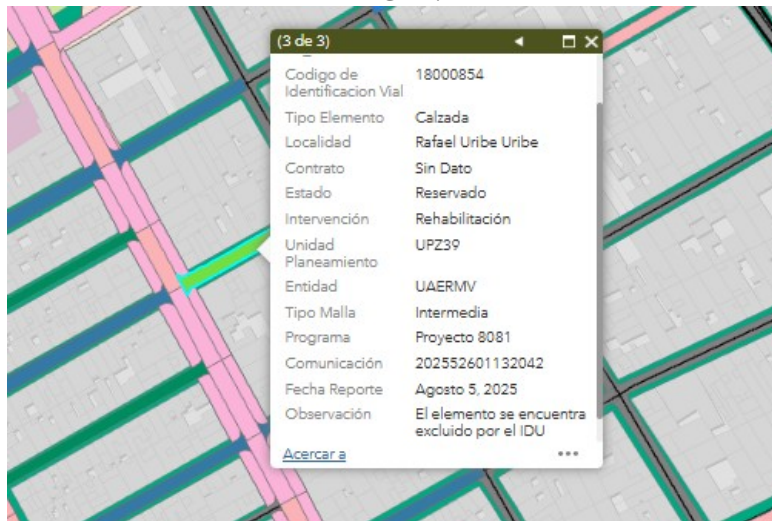 (3 de 3)
Codigo de 18000854
Identificacion Vial
Tipo Elemento Calzada
Localidad Rafael Uribe Uribe
Contrato Sin Dato
Estado Reservado
Intervención Rehabilitación
Unidad UPZ39
Planeamiento
Entidad UAERMV
Tipo Malla Intermedia
Programa Proyecto 8081
Comunicación 202552601132042
Fecha Reporte Agosto 5, 2025
Observación El elemento se encuentra
excluido por el IDU
Acercar a